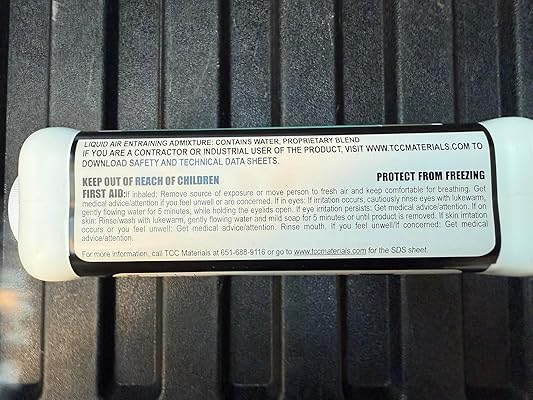 LIQUID AIR ENTRAINING ADMIXTURE: CONTAINS WATER, PROPRIETARY BLEND
IF YOU ARE A CONTRACTOR OR INDUSTRIAL USER OF THE PRODUCT, VISIT WWW.TCCMATERIALS.COM TO
DOWNLOAD SAFETY AND TECHNICAL DATA SHEETS.
KEEP OUT OF REACH OF CHILDREN
PROTECT FROM FREEZING
FIRST AID:If inhaled: Remove source of exposure or move person to fresh air and keep comfortable for breathing. Get
medical advice/attention if you feel unwell or are concerned. If in eyes: If irritation occurs, cautiously rinse eyes with lukewarm,
gently flowing water for 5 minutes, while holding the eyelids open. If eye irritation persists: Get medical advice/attention. If on
skin: Rinse/wash with lukewarm, gently flowing water and mild soap for 5 minutes or until product is removed. If skin irritation
occurs or you feel unwell: Get medical advice/attention. Rinse mouth. If you feel unwell/If concerned: Get medical
advice/attention.
For more information, call TCC Materials at 651-688-9116 or go to www.tccmaterials.com for the SDS sheet.